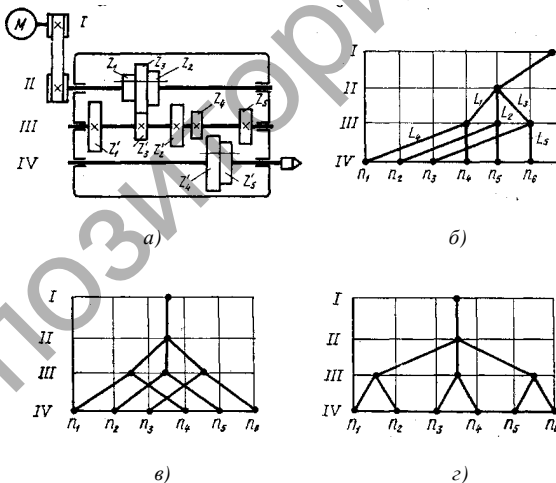 M
I
Z₁
Z₃
Z₂
II
Z₄
Z₅
III
Z′₁
Z′₃
Z′₂
IV
Z′₄
Z′₅
а)
I
II
L₁
L₃
III
L₄
L₂
L₅
IV
n₁ n₂ n₃ n₄ n₅ n₆
б)
I
II
III
IV
n₁ n₂ n₃ n₄ n₅ n₆
в)
I
II
III
IV
n₁ n₂ n₃ n₄ n₅ n₆
г)
позитори